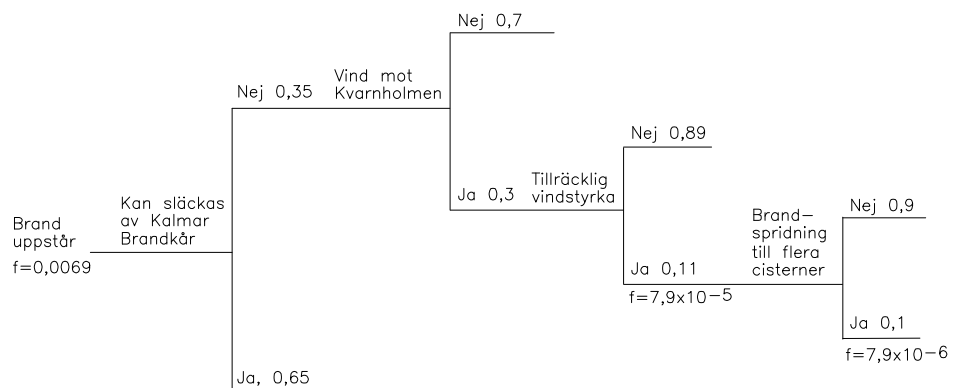 Brand
uppstår
f=0,0069
Kan släckas
av Kalmar
Brandkår
Nej 0,35
Ja, 0,65
Vind mot
Kvarnholmen
Nej 0,7
Ja 0,3
Tillräcklig
vindstyrka
Nej 0,89
Ja 0,11
f=7,9x10-5
Brand-
spridning
till flera
cisterner
Nej 0,9
Ja 0,1
f=7,9x10-6